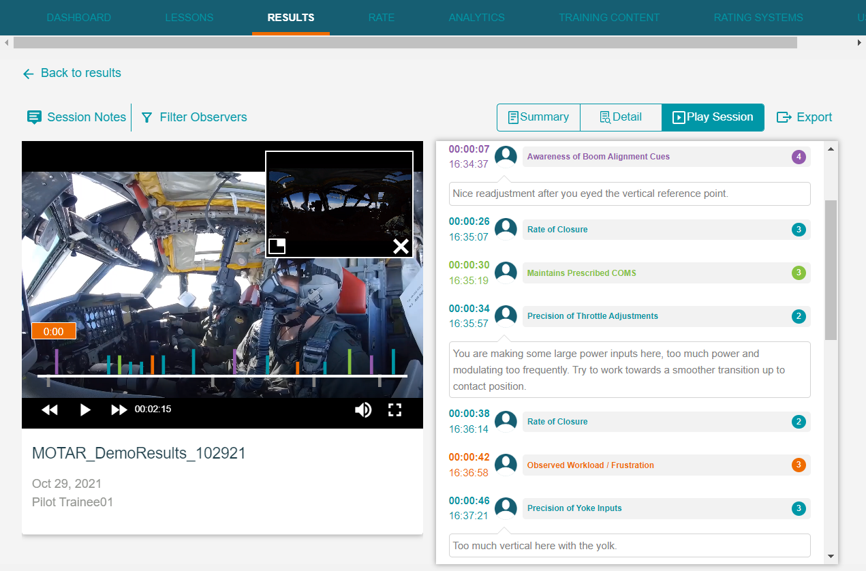 DASHBOARD LESSONS RESULTS RATE ANALYTICS TRAINING CONTENT RATING SYSTEMS U
Back to results
Session Notes Filter Observers Summary Detail Play Session Export
00:00:07
16:34:37
Awareness of Boom Alignment Cues 4
Nice readjustment after you eyed the vertical reference point.
00:00:26
16:35:07
Rate of Closure 3
00:00:30
16:35:19
Maintains Prescribed COMS 3
00:00:34
16:35:57
Precision of Throttle Adjustments 2
You are making some large power inputs here, too much power and
modulating too frequently. Try to work towards a smoother transition up to
contact position.
00:00:38
16:36:14
Rate of Closure 2
00:00:42
16:36:58
Observed Workload / Frustration 3
00:00:46
16:37:21
Precision of Yoke Inputs 3
Too much vertical here with the yolk.
0:00
00:02:15
MOTAR_DemoResults_102921
Oct 29, 2021
Pilot Trainee01